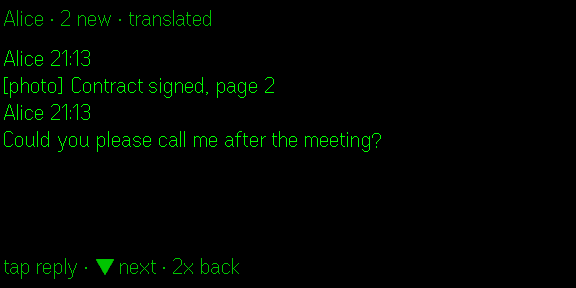 Alice · 2 new · translated
Alice 21:13
[photo] Contract signed, page 2
Alice 21:13
Could you please call me after the meeting?
tap reply · ▼ next · 2x back